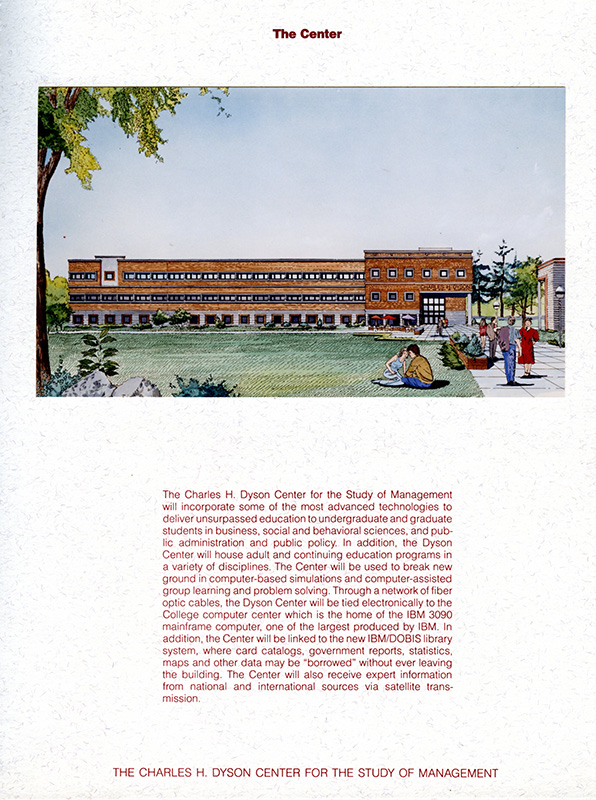 The Center
The Charles H. Dyson Center for the Study of Management
will incorporate some of the most advanced technologies to
deliver unsurpassed education to undergraduate and graduate
students in business, social and behavioral sciences, and pub-
lic administration and public policy. In addition, the Dyson
Center will house adult and continuing education programs in
a variety of disciplines. The Center will be used to break new
ground in computer-based simulations and computer-assisted
group learning and problem solving. Through a network of fiber
optic cables, the Dyson Center will be tied electronically to the
College computer center which is the home of the IBM 3090
mainframe computer, one of the largest produced by IBM. In
addition, the Center will be linked to the new IBM/DOBIS library
system, where card catalogs, government reports, statistics,
maps and other data may be “borrowed” without ever leaving
the building. The Center will also receive expert information
from national and international sources via satellite trans-
mission.
THE CHARLES H. DYSON CENTER FOR THE STUDY OF MANAGEMENT